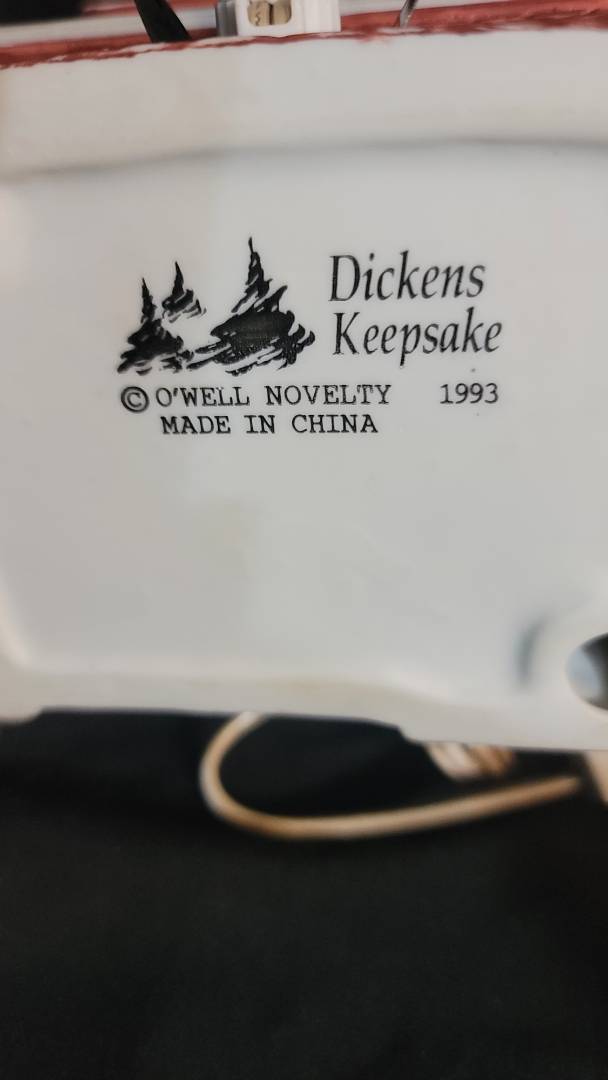 Dickens
Keepsake
© O'WELL NOVELTY 1993
MADE IN CHINA